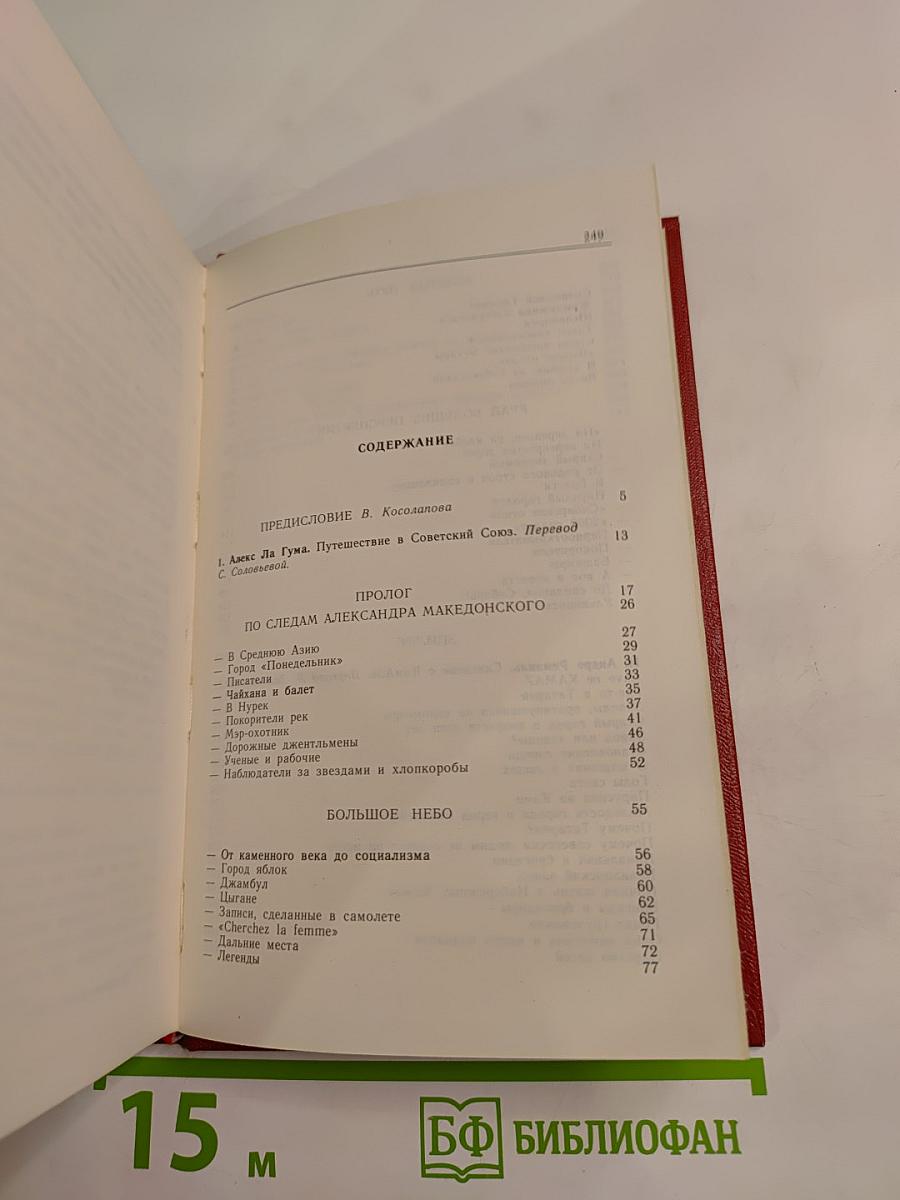 СОДЕРЖАНИЕ
ПРЕДИСЛОВИЕ В. Косолапова 5
1. Алекс Ла Гума. Путешествие в Советский Союз. Перевод 13
С. Соловьевой.
ПРОЛОГ 17
ПО СЛЕДАМ АЛЕКСАНДРА МАКЕДОНСКОГО 26
— В Среднюю Азию 27
— Город «Понедельник» 29
— Писатели 31
— Чайхана и балет 33
— В Нурек 35
— Покорители рек 37
— Мэр-охотник 41
— Дорожные джентльмены 46
— Ученые и рабочие 48
— Наблюдатели за звездами и хлопкоробы 52
БОЛЬШОЕ НЕБО 55
— От каменного века до социализма 56
— Город яблок 58
— Джамбул 60
— Цыгане 62
— Записи, сделанные в самолете 65
— «Cherchez la femme» 71
— Дальние места 72
— Легенды 77
15 м
БФ БИБЛИОФАН